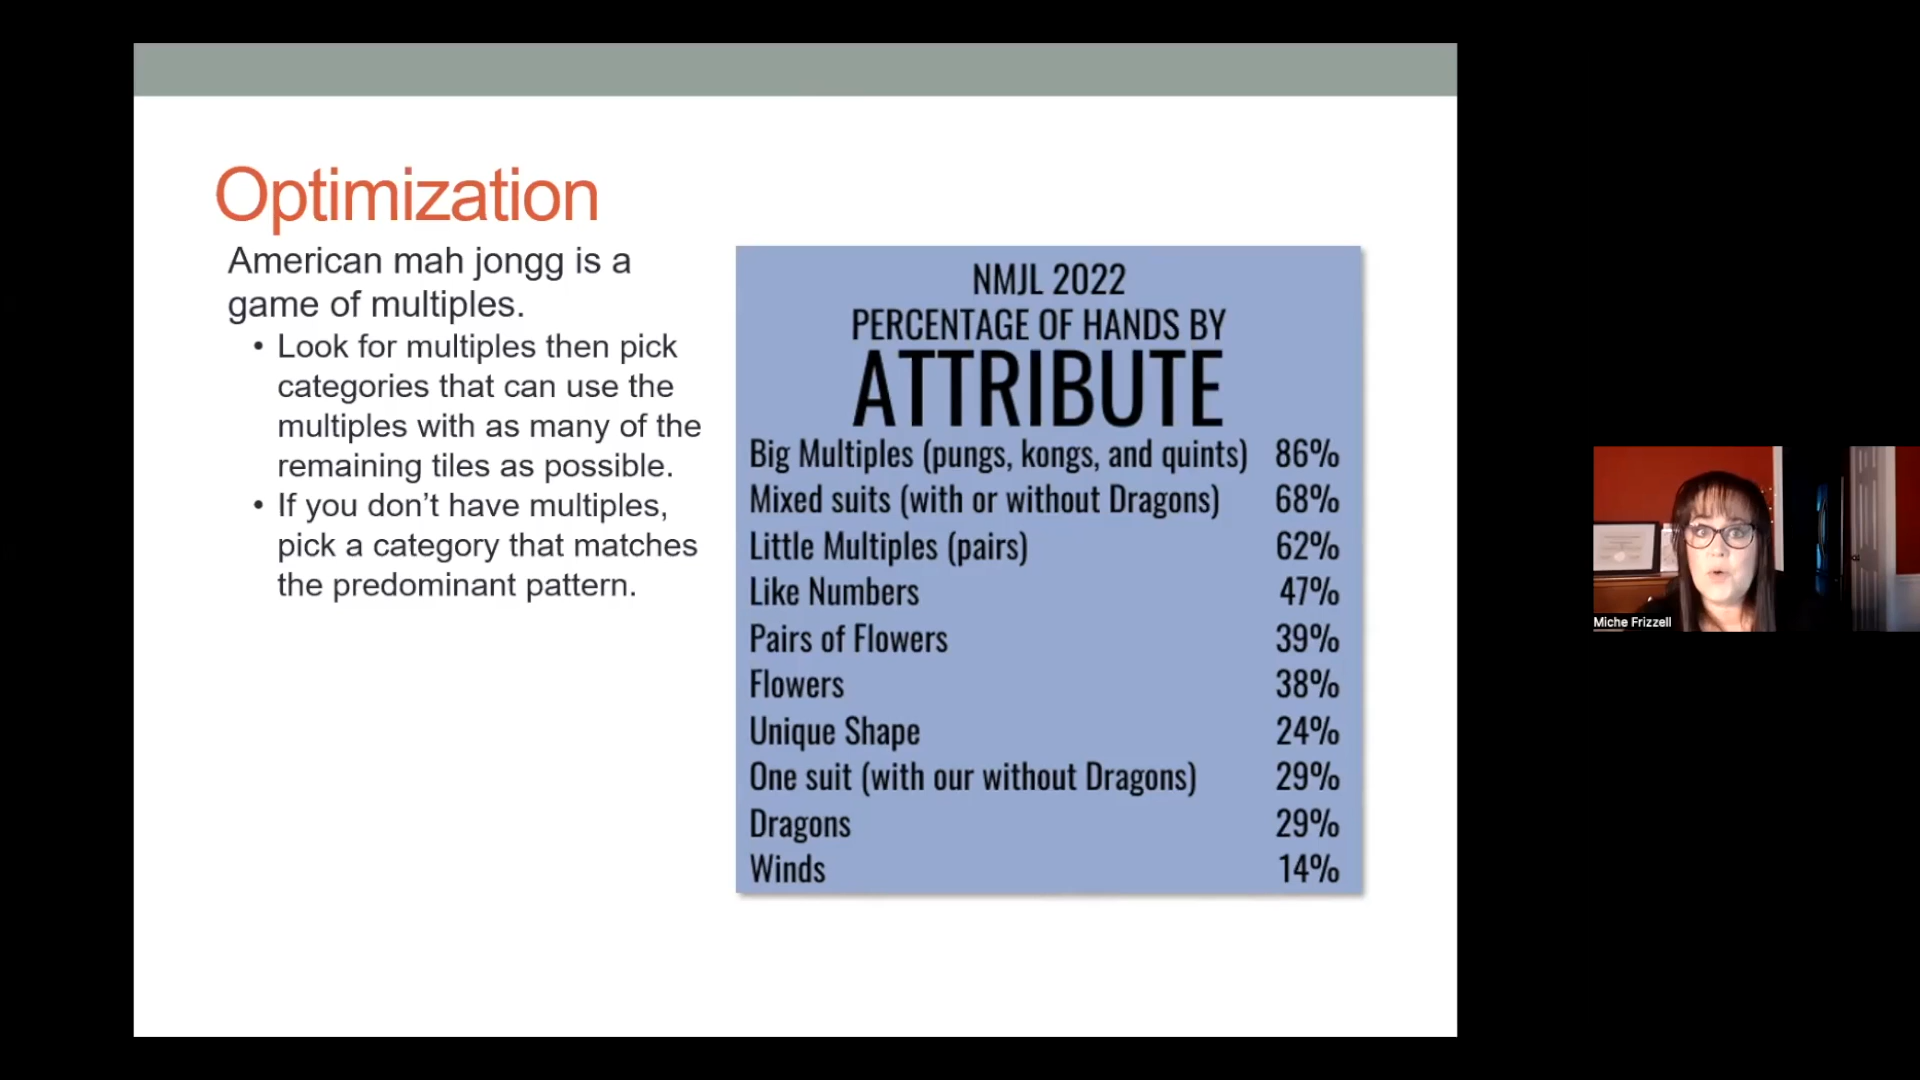 Optimization
American mah jongg is a
game of multiples.
• Look for multiples then pick
categories that can use the
multiples with as many of the
remaining tiles as possible.
• If you don’t have multiples,
pick a category that matches
the predominant pattern.
NMJL 2022
PERCENTAGE OF HANDS BY
ATTRIBUTE
Big Multiples (pungs, kongs, and quints) 86%
Mixed suits (with or without Dragons) 68%
Little Multiples (pairs) 62%
Like Numbers 47%
Pairs of Flowers 39%
Flowers 38%
Unique Shape 24%
One suit (with our without Dragons) 29%
Dragons 29%
Winds 14%
Miche Frizzell